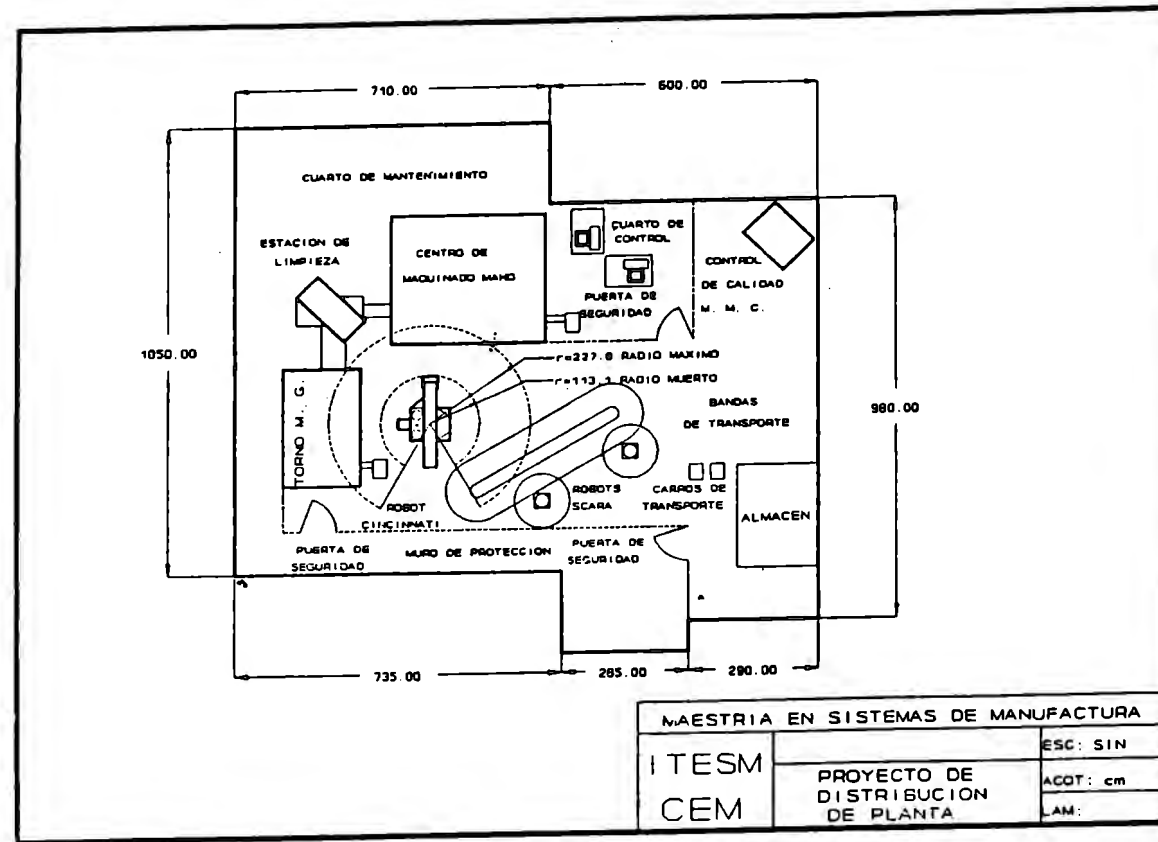 710.00
600.00
CUARTO DE MANTENIMIENTO
ESTACION DE
LIMPIEZA
CENTRO DE
MAQUINADO MAHO
CUARTO DE
CONTROL
CONTROL
DE CALIDAD
M. M. C.
PUERTA DE
SEGURIDAD
1050.00
r=227.8 RADIO MAXIMO
r=113.1 RADIO MUERTO
TORNO M. G.
BANDAS
DE TRANSPORTE
980.00
ROBOT
CINCINNATI
ROBOTS
SCARA
CARROS DE
TRANSPORTE
ALMACEN
PUERTA DE
SEGURIDAD
MURO DE PROTECCION
PUERTA DE
SEGURIDAD
735.00
285.00
290.00
MAESTRIA EN SISTEMAS DE MANUFACTURA
ITESM
CEM
PROYECTO DE
DISTRIBUCION
DE PLANTA
ESC: SIN
ACOT: cm
LAM: